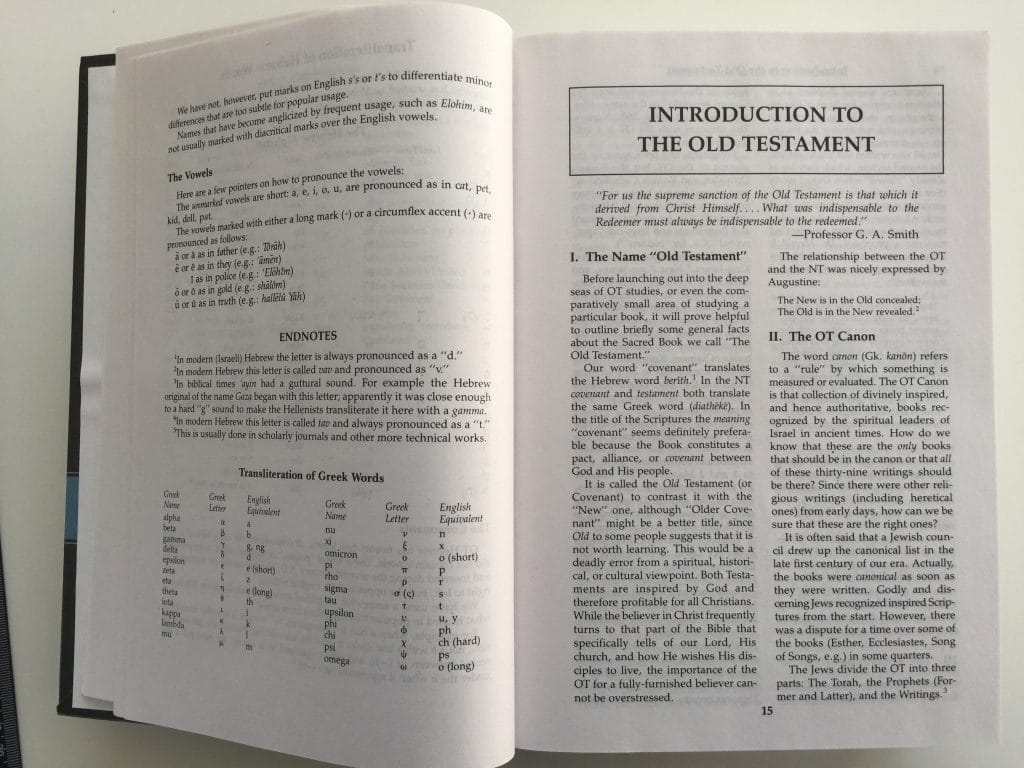 We have not, however, put marks on English s's or t's to differentiate minor
differences that are too subtle for popular usage.
Names that have become anglicized by frequent usage, such as Elohim, are
not usually marked with diacritical marks over the English vowels.
The Vowels
Here are a few pointers on how to pronounce the vowels:
The unmarked vowels are short: a, e, i, o, u, are pronounced as in cat, pet,
kid, dell, put.
The vowels marked with either a long mark (-) or a circumflex accent (ˆ) are
pronounced as follows:
ā or â as in father (e.g.: Tôrāh)
ē or ê as in they (e.g.: 'āmēn)
î as in police (e.g.: 'Elōhîm)
ō or ô as in gold (e.g.: shālôm)
ū or û as in truth (e.g.: hallēlû Yāh)
ENDNOTES
¹In modern (Israeli) Hebrew the letter is always pronounced as a "d."
²In modern Hebrew this letter is called vav and pronounced as "v."
³In biblical times 'ayin had a guttural sound. For example the Hebrew
original of the name Gaza began with this letter; apparently it was close enough
to a hard "g" sound to make the Hellenists transliterate it here with a gamma.
⁴In modern Hebrew this letter is called tav and always pronounced as a "t."
⁵This is usually done in scholarly journals and other more technical works.
Transliteration of Greek Words
Greek Name Greek Letter English Equivalent
alpha α a
beta β b
gamma γ g, ng
delta δ d
epsilon ε e (short)
zeta ζ z
eta η e (long)
theta θ th
iota ι i
kappa κ k
lambda λ l
mu μ m
Greek Name Greek Letter English Equivalent
nu ν n
xi ξ x
omicron ο o (short)
pi π p
rho ρ r
sigma σ (ς) s
tau τ t
upsilon υ u, y
phi φ ph
chi χ ch (hard)
psi ψ ps
omega ω o (long)
INTRODUCTION TO
THE OLD TESTAMENT
"For us the supreme sanction of the Old Testament is that which it
derived from Christ Himself. . . . What was indispensable to the
Redeemer must always be indispensable to the redeemed."
—Professor G. A. Smith
I. The Name "Old Testament"
Before launching out into the deep
seas of OT studies, or even the com-
paratively small area of studying a
particular book, it will prove helpful
to outline briefly some general facts
about the Sacred Book we call "The
Old Testament."
Our word "covenant" translates
the Hebrew word berîth.¹ In the NT
covenant and testament both translate
the same Greek word (diathēkē). In
the title of the Scriptures the meaning
"covenant" seems definitely prefera-
ble because the Book constitutes a
pact, alliance, or covenant between
God and His people.
It is called the Old Testament (or
Covenant) to contrast it with the
"New" one, although "Older Cove-
nant" might be a better title, since
Old to some people suggests that it is
not worth learning. This would be a
deadly error from a spiritual, histori-
cal, or cultural viewpoint. Both Testa-
ments are inspired by God and
therefore profitable for all Christians.
While the believer in Christ frequently
turns to that part of the Bible that
specifically tells of our Lord, His
church, and how He wishes His dis-
ciples to live, the importance of the
OT for a fully-furnished believer can-
not be overstressed.
The relationship between the OT
and the NT was nicely expressed by
Augustine:
The New is in the Old concealed;
The Old is in the New revealed.²
II. The OT Canon
The word canon (Gk. kanōn) refers
to a "rule" by which something is
measured or evaluated. The OT Canon
is that collection of divinely inspired,
and hence authoritative, books rec-
ognized by the spiritual leaders of
Israel in ancient times. How do we
know that these are the only books
that should be in the canon or that all
of these thirty-nine writings should
be there? Since there were other reli-
gious writings (including heretical
ones) from early days, how can we be
sure that these are the right ones?
It is often said that a Jewish coun-
cil drew up the canonical list in the
late first century of our era. Actually,
the books were canonical as soon as
they were written. Godly and dis-
cerning Jews recognized inspired Scrip-
tures from the start. However, there
was a dispute for a time over some of
the books (Esther, Ecclesiastes, Song
of Songs, e.g.) in some quarters.
The Jews divide the OT into three
parts: The Torah, the Prophets (For-
mer and Latter), and the Writings.³
15